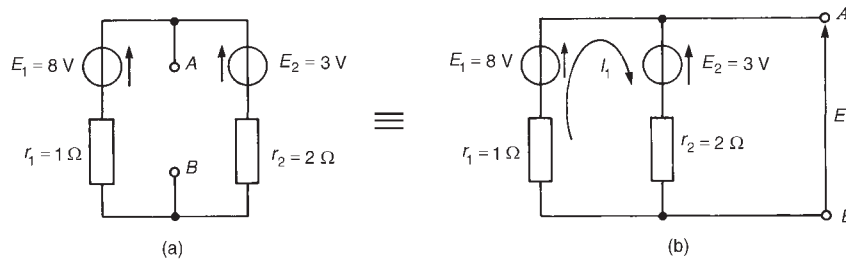 E₁ = 8 V
A
E₂ = 3 V
r₁ = 1 Ω
B
r₂ = 2 Ω
(a)
≡
A
E₁ = 8 V
I₁
E₂ = 3 V
E
r₁ = 1 Ω
r₂ = 2 Ω
(b)